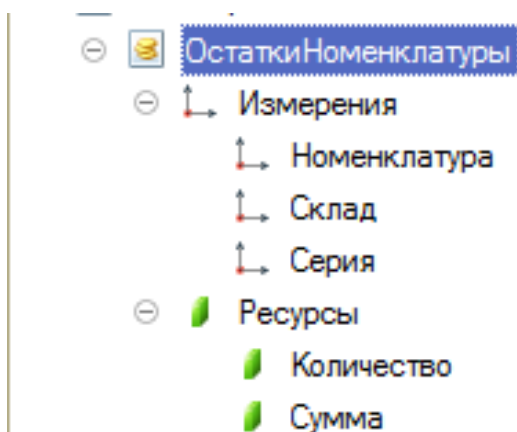 ОстаткиНоменклатуры
Измерения
Номенклатура
Склад
Серия
Ресурсы
Количество
Сумма